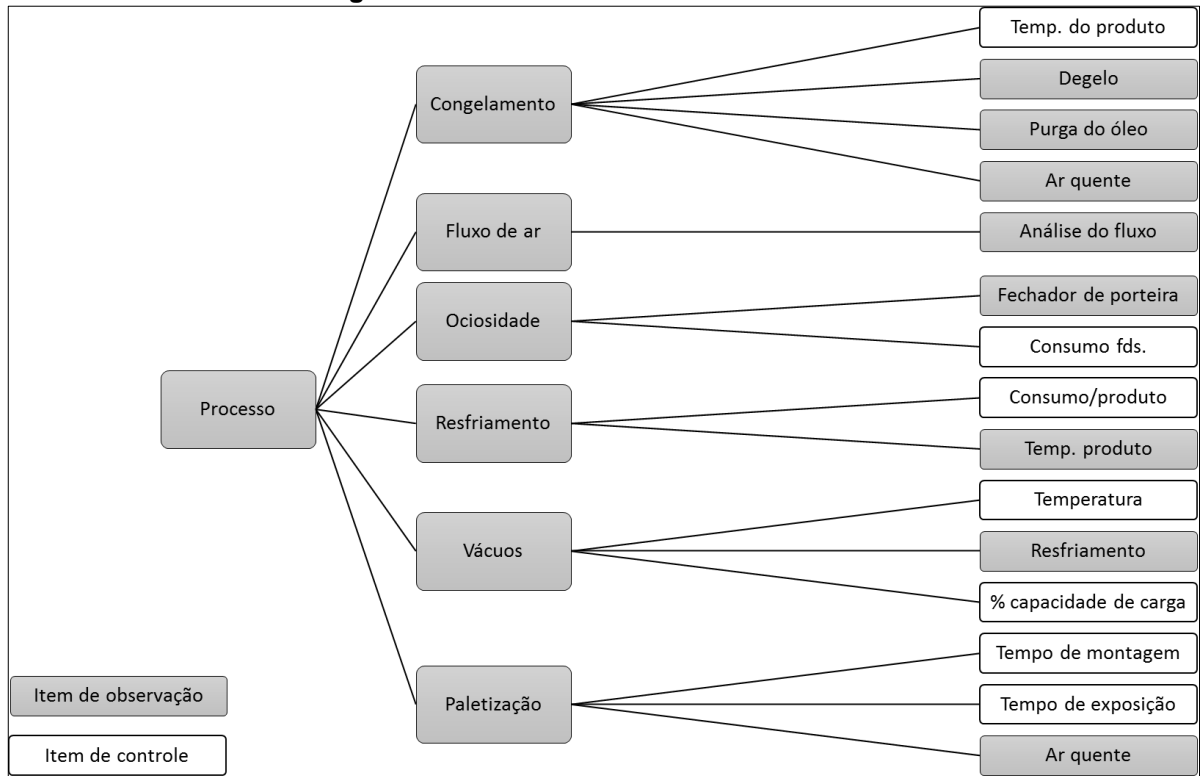 Temp. do produto
Degelo
Congelamento
Purga do óleo
Ar quente
Fluxo de ar
Análise do fluxo
Fechador de porteira
Ociosidade
Consumo fds.
Processo
Consumo/produto
Resfriamento
Temp. produto
Temperatura
Vácuos
Resfriamento
% capacidade de carga
Tempo de montagem
Item de observação
Paletização
Tempo de exposição
Item de controle
Ar quente